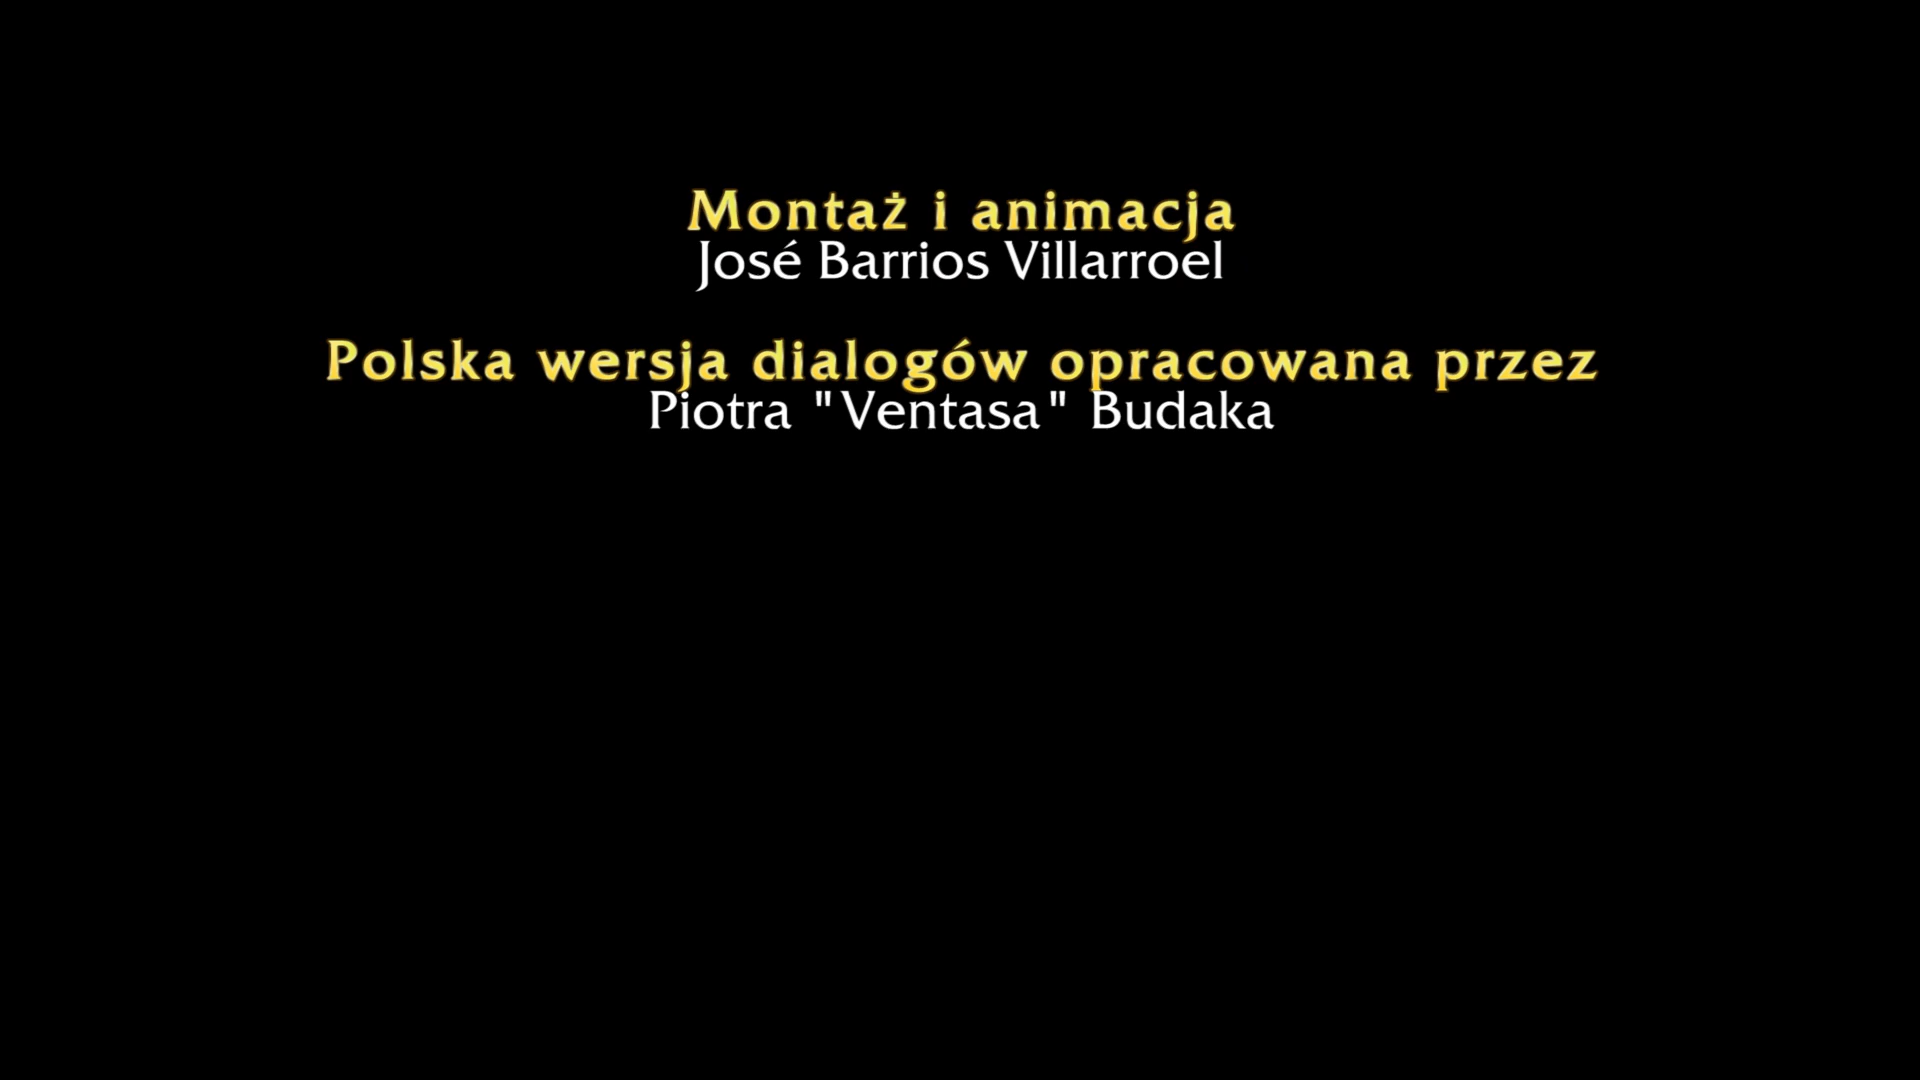 Montaż i animacja
José Barrios Villarroel
Polska wersja dialogów opracowana przez
Piotra "Ventasa" Budaka